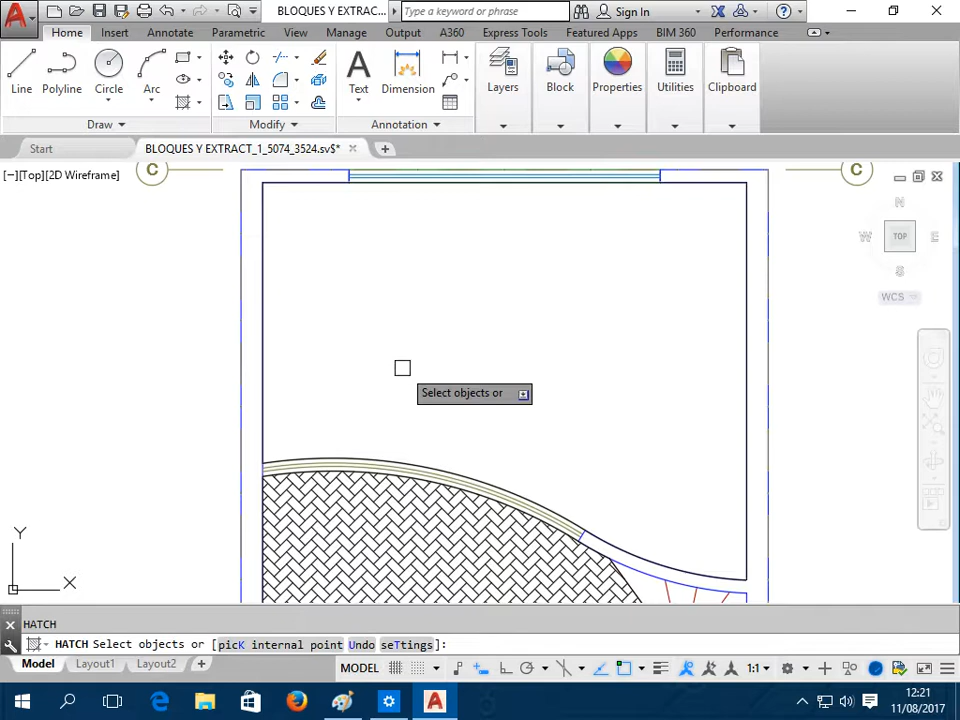 BLOQUES Y EXTRACT...
Type a keyword or phrase
Sign In
Home Insert Annotate Parametric View Manage Output A360 Express Tools Featured Apps BIM 360 Performance
Line Polyline Circle Arc Text Dimension Layers Block Properties Utilities Clipboard
Draw Modify Annotation
Start BLOQUES Y EXTRACT_1_5074_3524.sv$*
[−][Top][2D Wireframe]
C C
N
W TOP E
S
WCS
Select objects or
Y
X
HATCH
HATCH Select objects or [picK internal point Undo seTtings]:
Model Layout1 Layout2
MODEL 1:1
12:21
11/08/2017